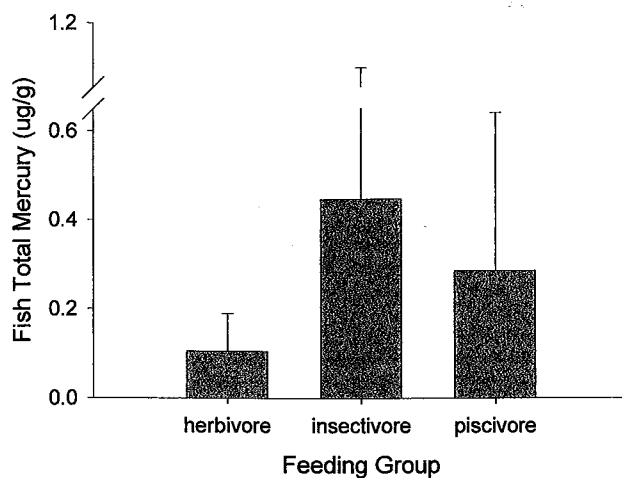 1.2
0.6
0.4
0.2
0.0
Fish Total Mercury (ug/g)
herbivore insectivore piscivore
Feeding Group